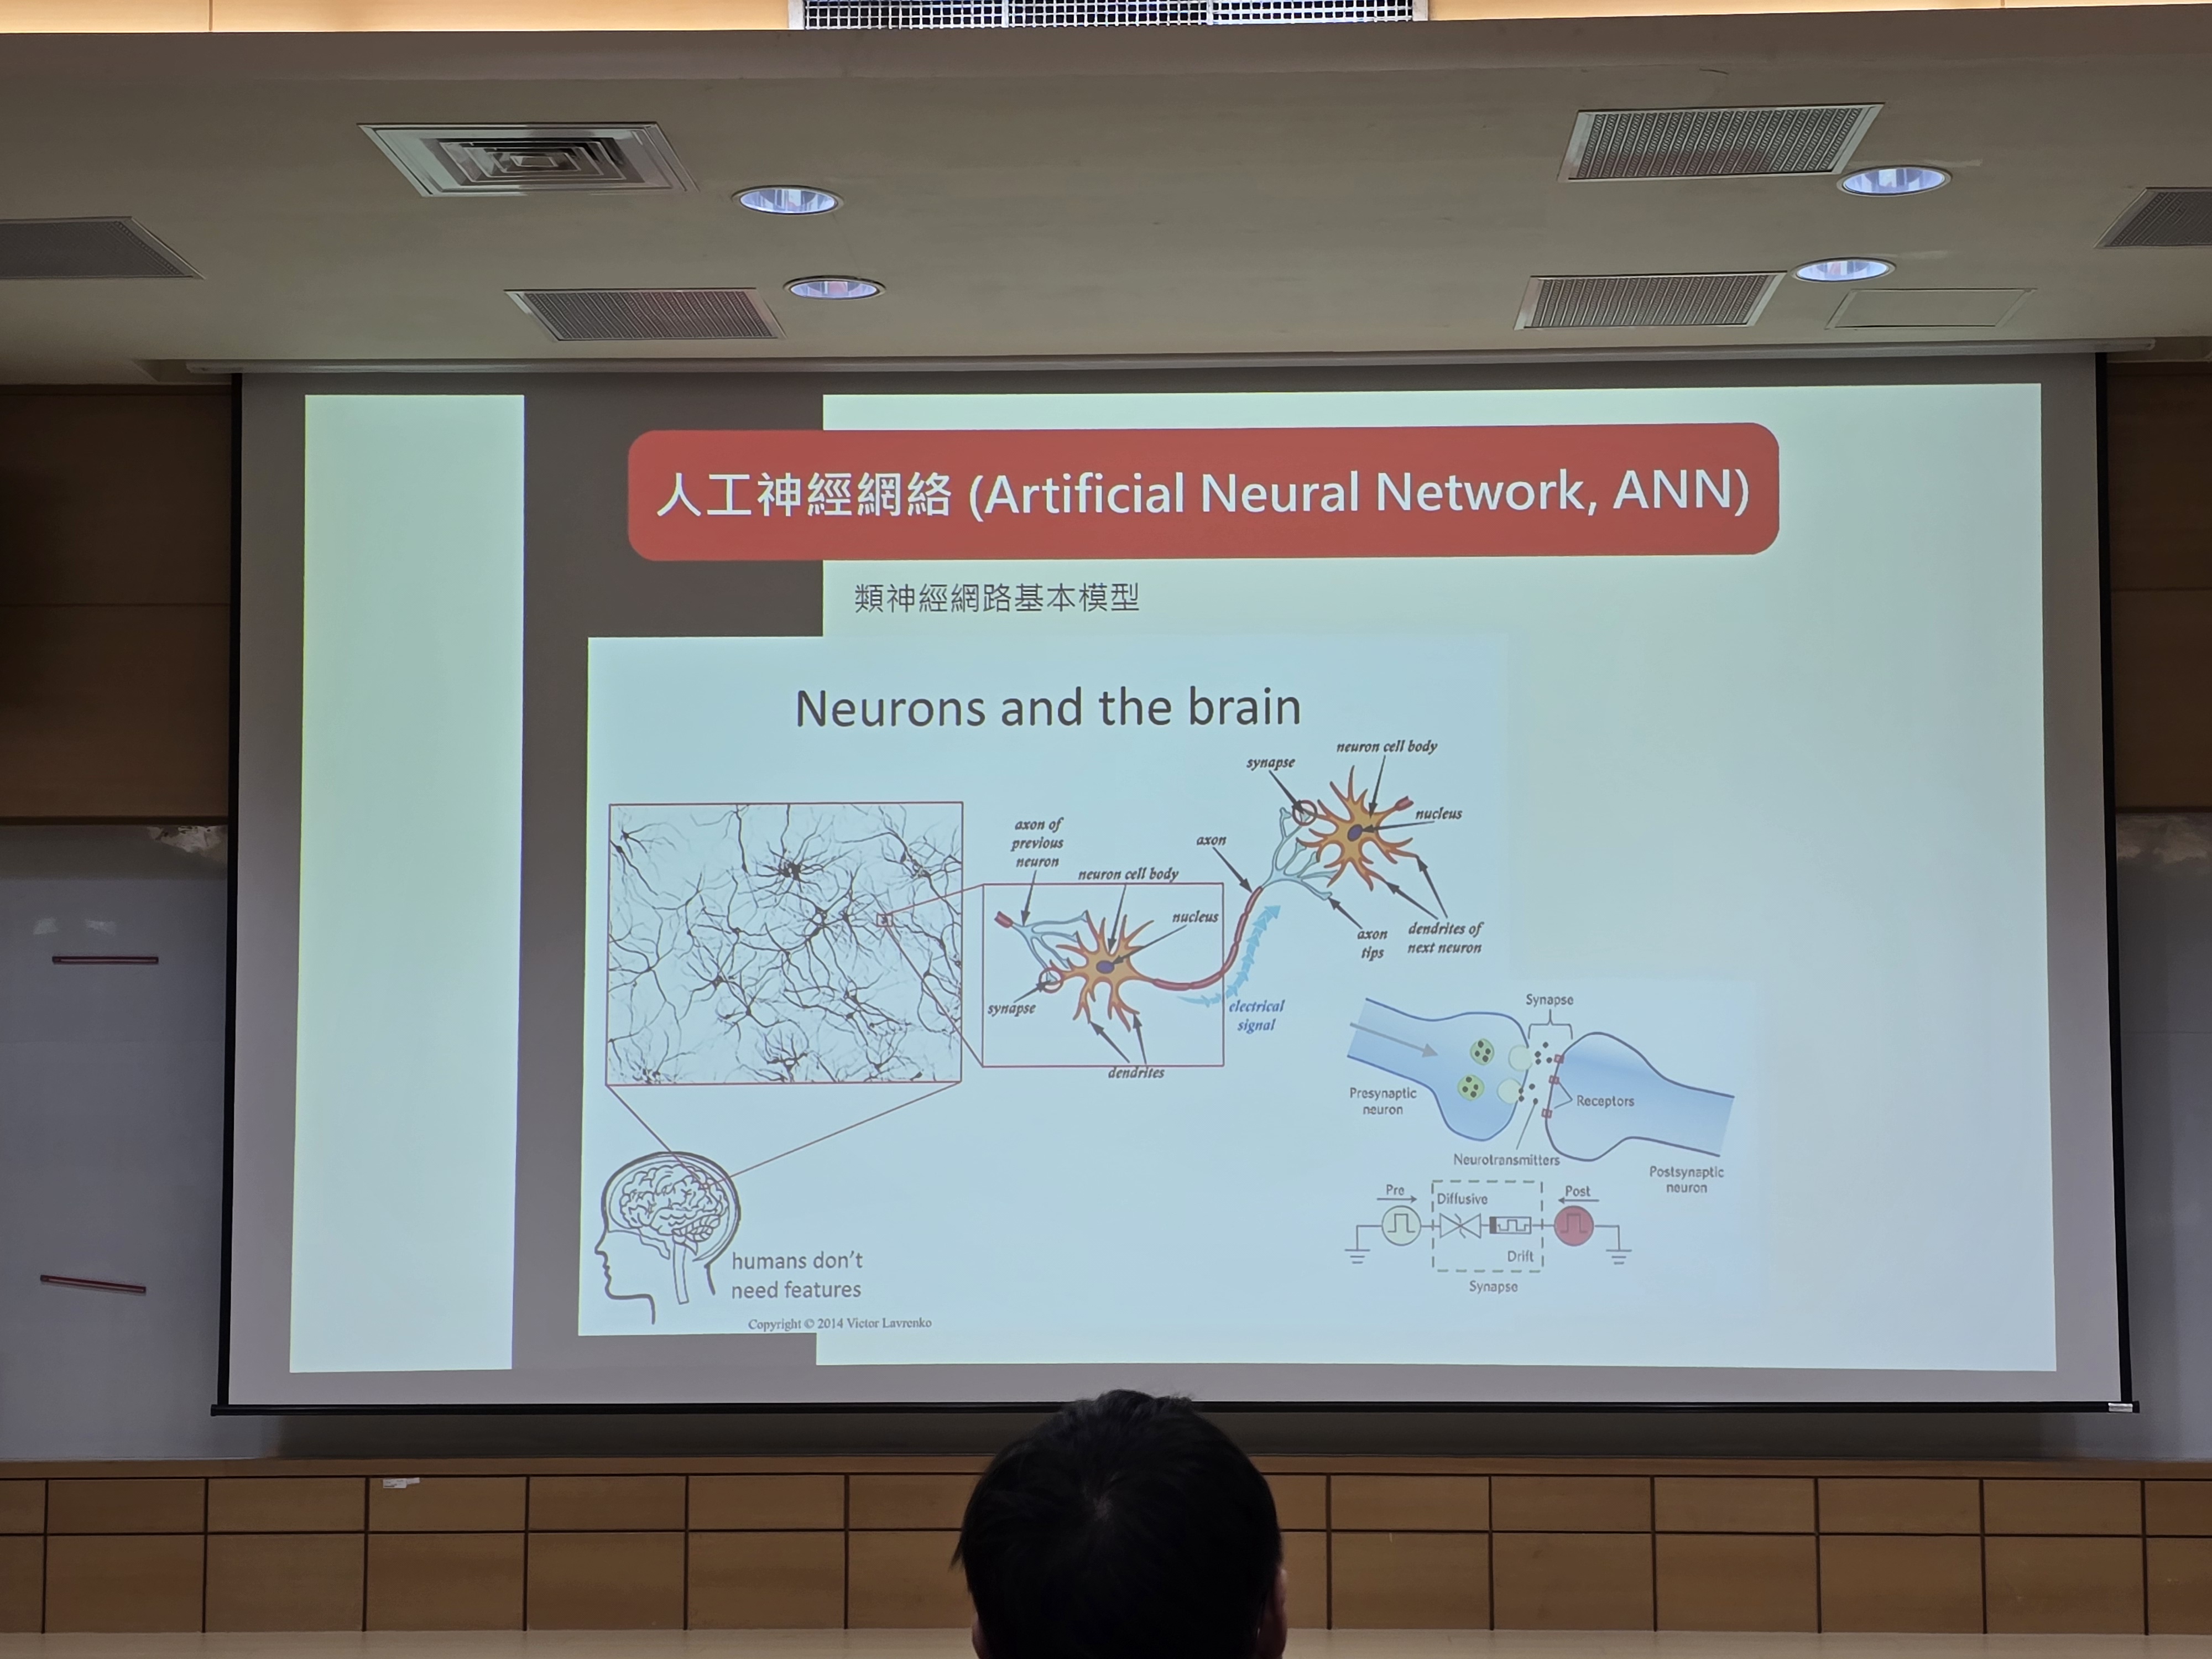 人工神經網絡 (Artificial Neural Network, ANN)
類神經網路基本模型
Neurons and the brain
axon of
previous
neuron
neuron cell body
nucleus
synapse
dendrites
axon
electrical
signal
synapse
neuron cell body
nucleus
axon
tips
dendrites of
next neuron
humans don't
need features
Copyright © 2014 Victor Lavrenko
Synapse
Presynaptic
neuron
Receptors
Neurotransmitters
Postsynaptic
neuron
Pre
Diffusive
Post
Drift
Synapse